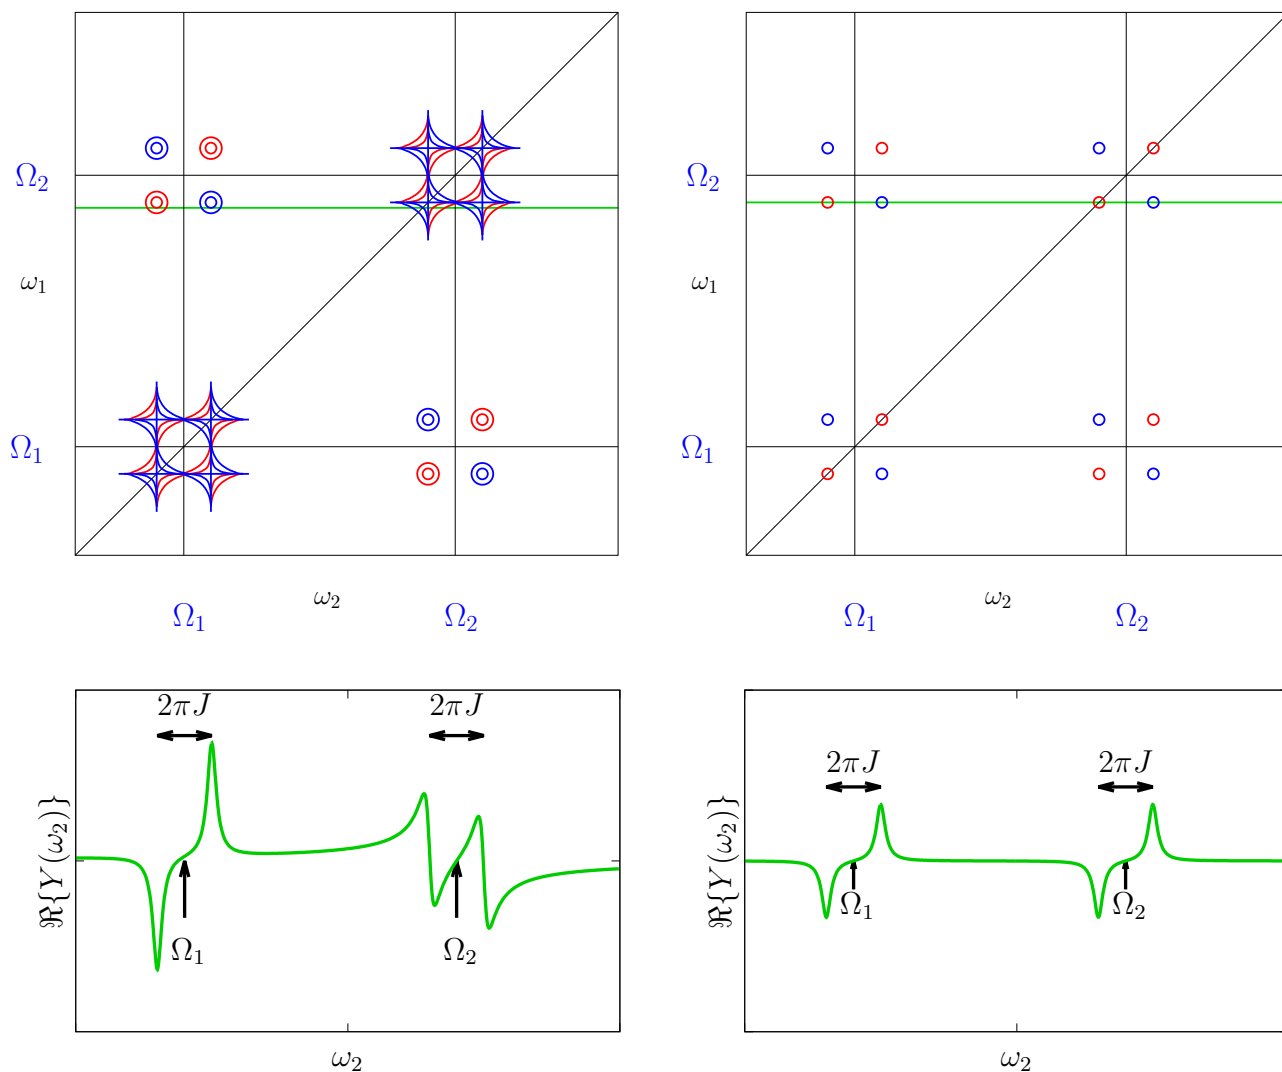 Ω₂ Ω₂
ω₁ ω₁
Ω₁ Ω₁
ω₂ ω₂
Ω₁ Ω₂ Ω₁ Ω₂
2πJ 2πJ
2πJ 2πJ
ℜ{Y(ω₂)} ℜ{Y(ω₂)}
Ω₁ Ω₂
Ω₁ Ω₂
ω₂ ω₂